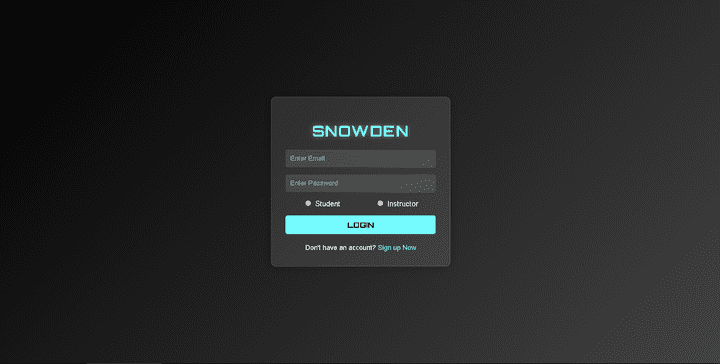 SNOWDEN
Enter Email
Enter Password
Student Instructor
LOGIN
Don't have an account? Sign up Now